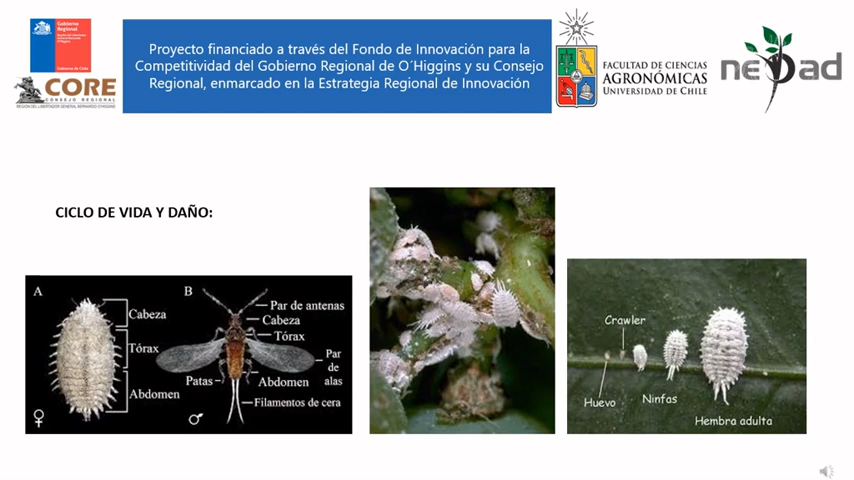 Gobierno
Regional
Gobierno de Chile
CORE
CONSEJO REGIONAL
Proyecto financiado a través del Fondo de Innovación para la
Competitividad del Gobierno Regional de O´Higgins y su Consejo
Regional, enmarcado en la Estrategia Regional de Innovación
FACULTAD DE CIENCIAS
AGRONÓMICAS
UNIVERSIDAD DE CHILE
CICLO DE VIDA Y DAÑO:
A
Cabeza
Tórax
Abdomen
♀
B
Par de antenas
Cabeza
Tórax
Par
de
alas
Patas
Abdomen
Filamentos de cera
♂
Crawler
Huevo
Ninfas
Hembra adulta